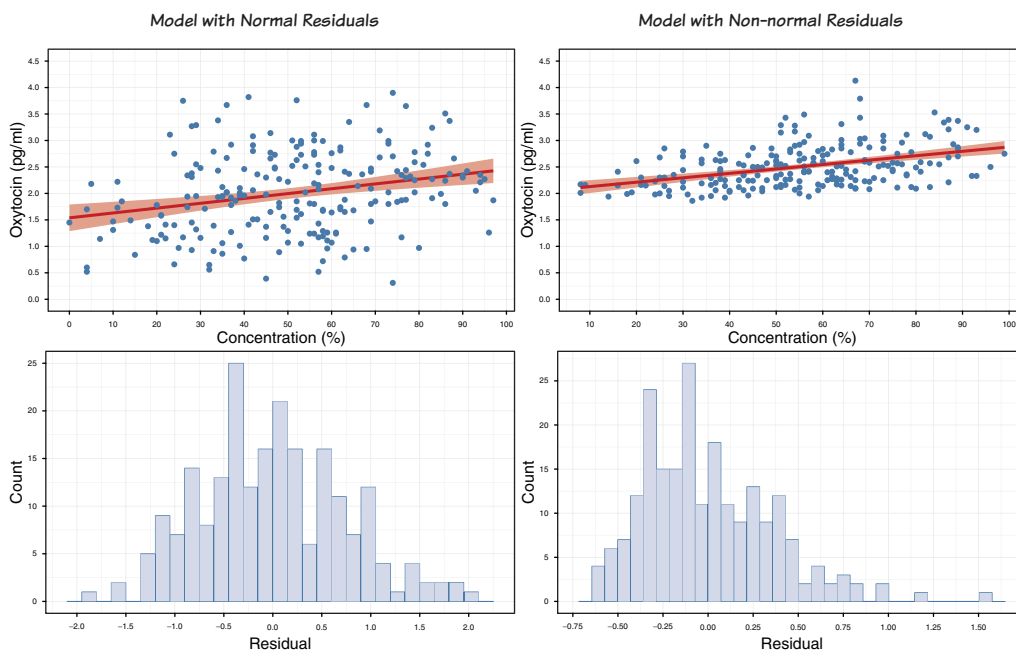 Model with Normal Residuals
Model with Non-normal Residuals
Oxytocin (pg/ml)
4.5
4.0
3.5
3.0
2.5
2.0
1.5
1.0
0.5
0.0
0 10 20 30 40 50 60 70 80 90 100
Concentration (%)
Oxytocin (pg/ml)
4.5
4.0
3.5
3.0
2.5
2.0
1.5
1.0
0.5
0.0
10 20 30 40 50 60 70 80 90 100
Concentration (%)
Count
25
20
15
10
5
0
−2.0 −1.5 −1.0 −0.5 0.0 0.5 1.0 1.5 2.0
Residual
Count
25
20
15
10
5
0
−0.75 −0.50 −0.25 0.00 0.25 0.50 0.75 1.00 1.25 1.50
Residual